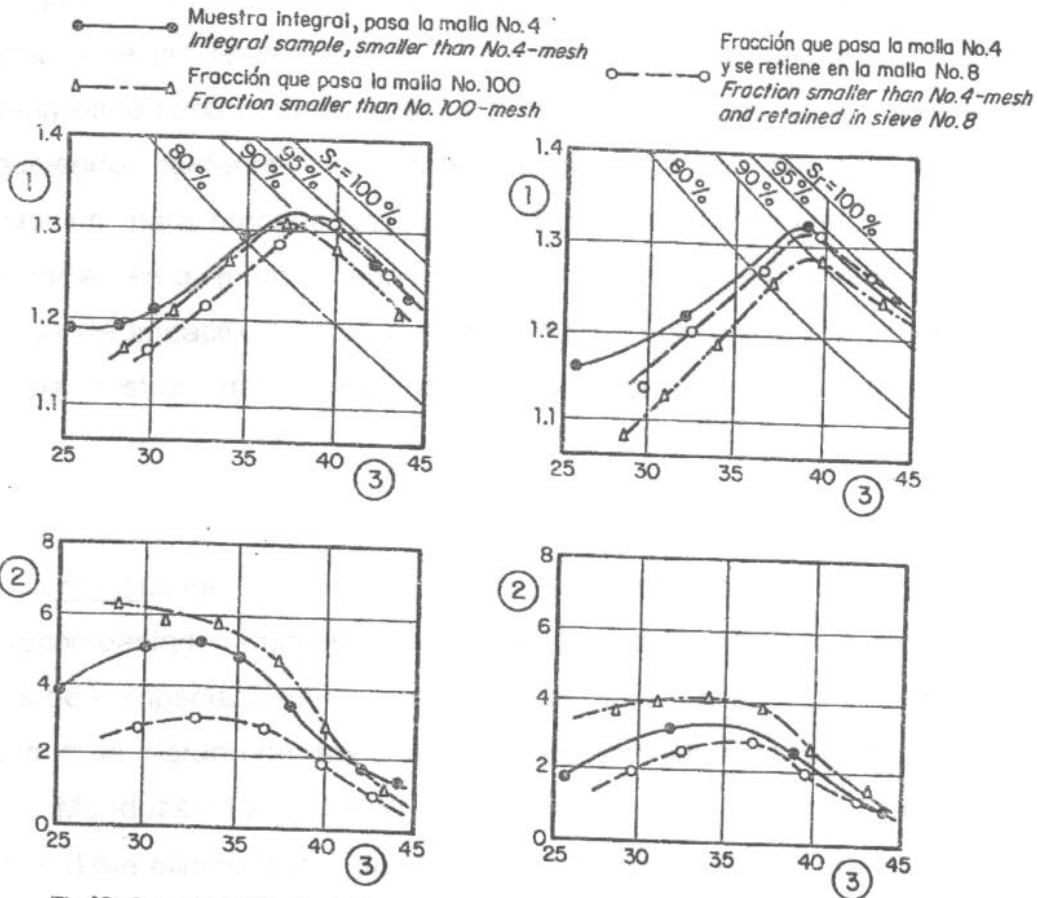 Muestra integral, pasa la malla No. 4
Integral sample, smaller than No. 4-mesh
Fracción que pasa la malla No. 100
Fraction smaller than No. 100-mesh
Fracción que pasa la malla No. 4
y se retiene en la malla No. 8
Fraction smaller than No. 4-mesh
and retained in sieve No. 8
1.4
1.3
1.2
1.1
1
80%
90%
95%
Sr=100%
25 30 35 40 45
3
1.4
1.3
1.2
1.1
1
80%
90%
95%
Sr=100%
25 30 35 40 45
3
8
6
4
2
0
2
25 30 35 40 45
3
8
6
4
2
0
2
25 30 35 40 45
3